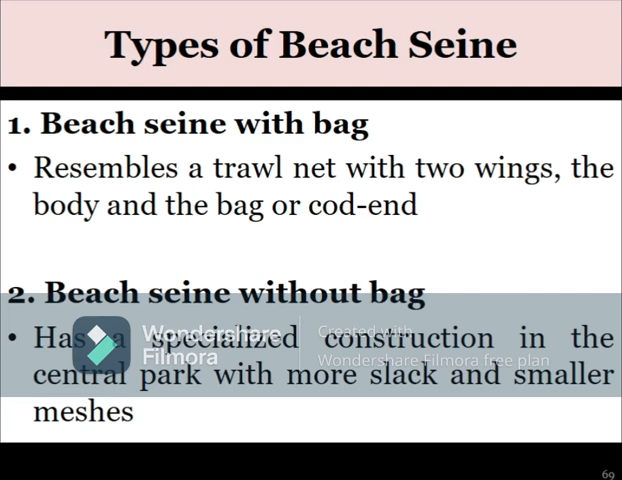 Types of Beach Seine
1. Beach seine with bag
• Resembles a trawl net with two wings, the
body and the bag or cod-end
2. Beach seine without bag
• Has a specialized construction in the
central park with more slack and smaller
meshes
Wondershare
Filmora
Created with
Wondershare Filmora free plan
69